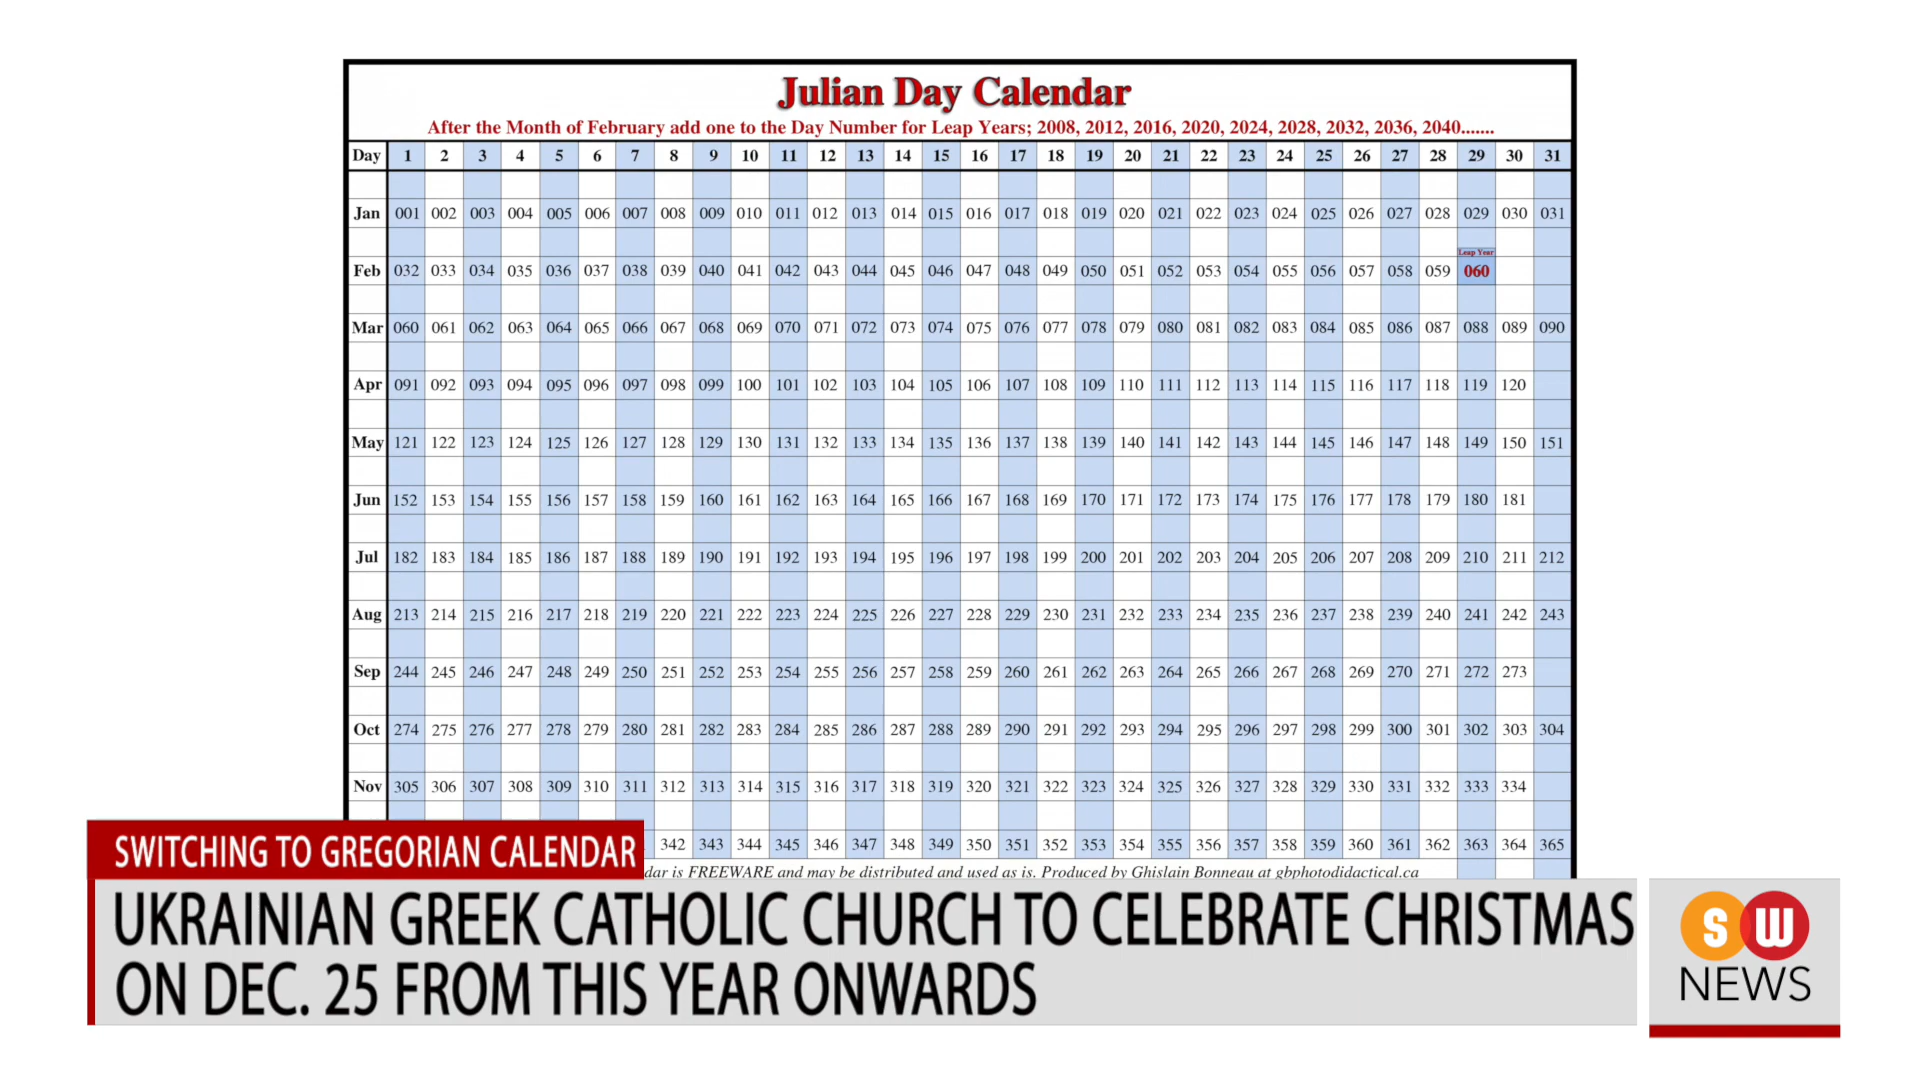 Julian Day Calendar
After the Month of February add one to the Day Number for Leap Years; 2008, 2012, 2016, 2020, 2024, 2028, 2032, 2036, 2040.......
Day 1 2 3 4 5 6 7 8 9 10 11 12 13 14 15 16 17 18 19 20 21 22 23 24 25 26 27 28 29 30 31
Jan 001 002 003 004 005 006 007 008 009 010 011 012 013 014 015 016 017 018 019 020 021 022 023 024 025 026 027 028 029 030 031
Leap Year
Feb 032 033 034 035 036 037 038 039 040 041 042 043 044 045 046 047 048 049 050 051 052 053 054 055 056 057 058 059 060
Mar 060 061 062 063 064 065 066 067 068 069 070 071 072 073 074 075 076 077 078 079 080 081 082 083 084 085 086 087 088 089 090
Apr 091 092 093 094 095 096 097 098 099 100 101 102 103 104 105 106 107 108 109 110 111 112 113 114 115 116 117 118 119 120
May 121 122 123 124 125 126 127 128 129 130 131 132 133 134 135 136 137 138 139 140 141 142 143 144 145 146 147 148 149 150 151
Jun 152 153 154 155 156 157 158 159 160 161 162 163 164 165 166 167 168 169 170 171 172 173 174 175 176 177 178 179 180 181
Jul 182 183 184 185 186 187 188 189 190 191 192 193 194 195 196 197 198 199 200 201 202 203 204 205 206 207 208 209 210 211 212
Aug 213 214 215 216 217 218 219 220 221 222 223 224 225 226 227 228 229 230 231 232 233 234 235 236 237 238 239 240 241 242 243
Sep 244 245 246 247 248 249 250 251 252 253 254 255 256 257 258 259 260 261 262 263 264 265 266 267 268 269 270 271 272 273
Oct 274 275 276 277 278 279 280 281 282 283 284 285 286 287 288 289 290 291 292 293 294 295 296 297 298 299 300 301 302 303 304
Nov 305 306 307 308 309 310 311 312 313 314 315 316 317 318 319 320 321 322 323 324 325 326 327 328 329 330 331 332 333 334
342 343 344 345 346 347 348 349 350 351 352 353 354 355 356 357 358 359 360 361 362 363 364 365
is FREEWARE and may be distributed and used as is. Produced by Ghislain Bonneau at gbphotodidactical.ca
SWITCHING TO GREGORIAN CALENDAR
UKRAINIAN GREEK CATHOLIC CHURCH TO CELEBRATE CHRISTMAS
ON DEC. 25 FROM THIS YEAR ONWARDS
SW
NEWS